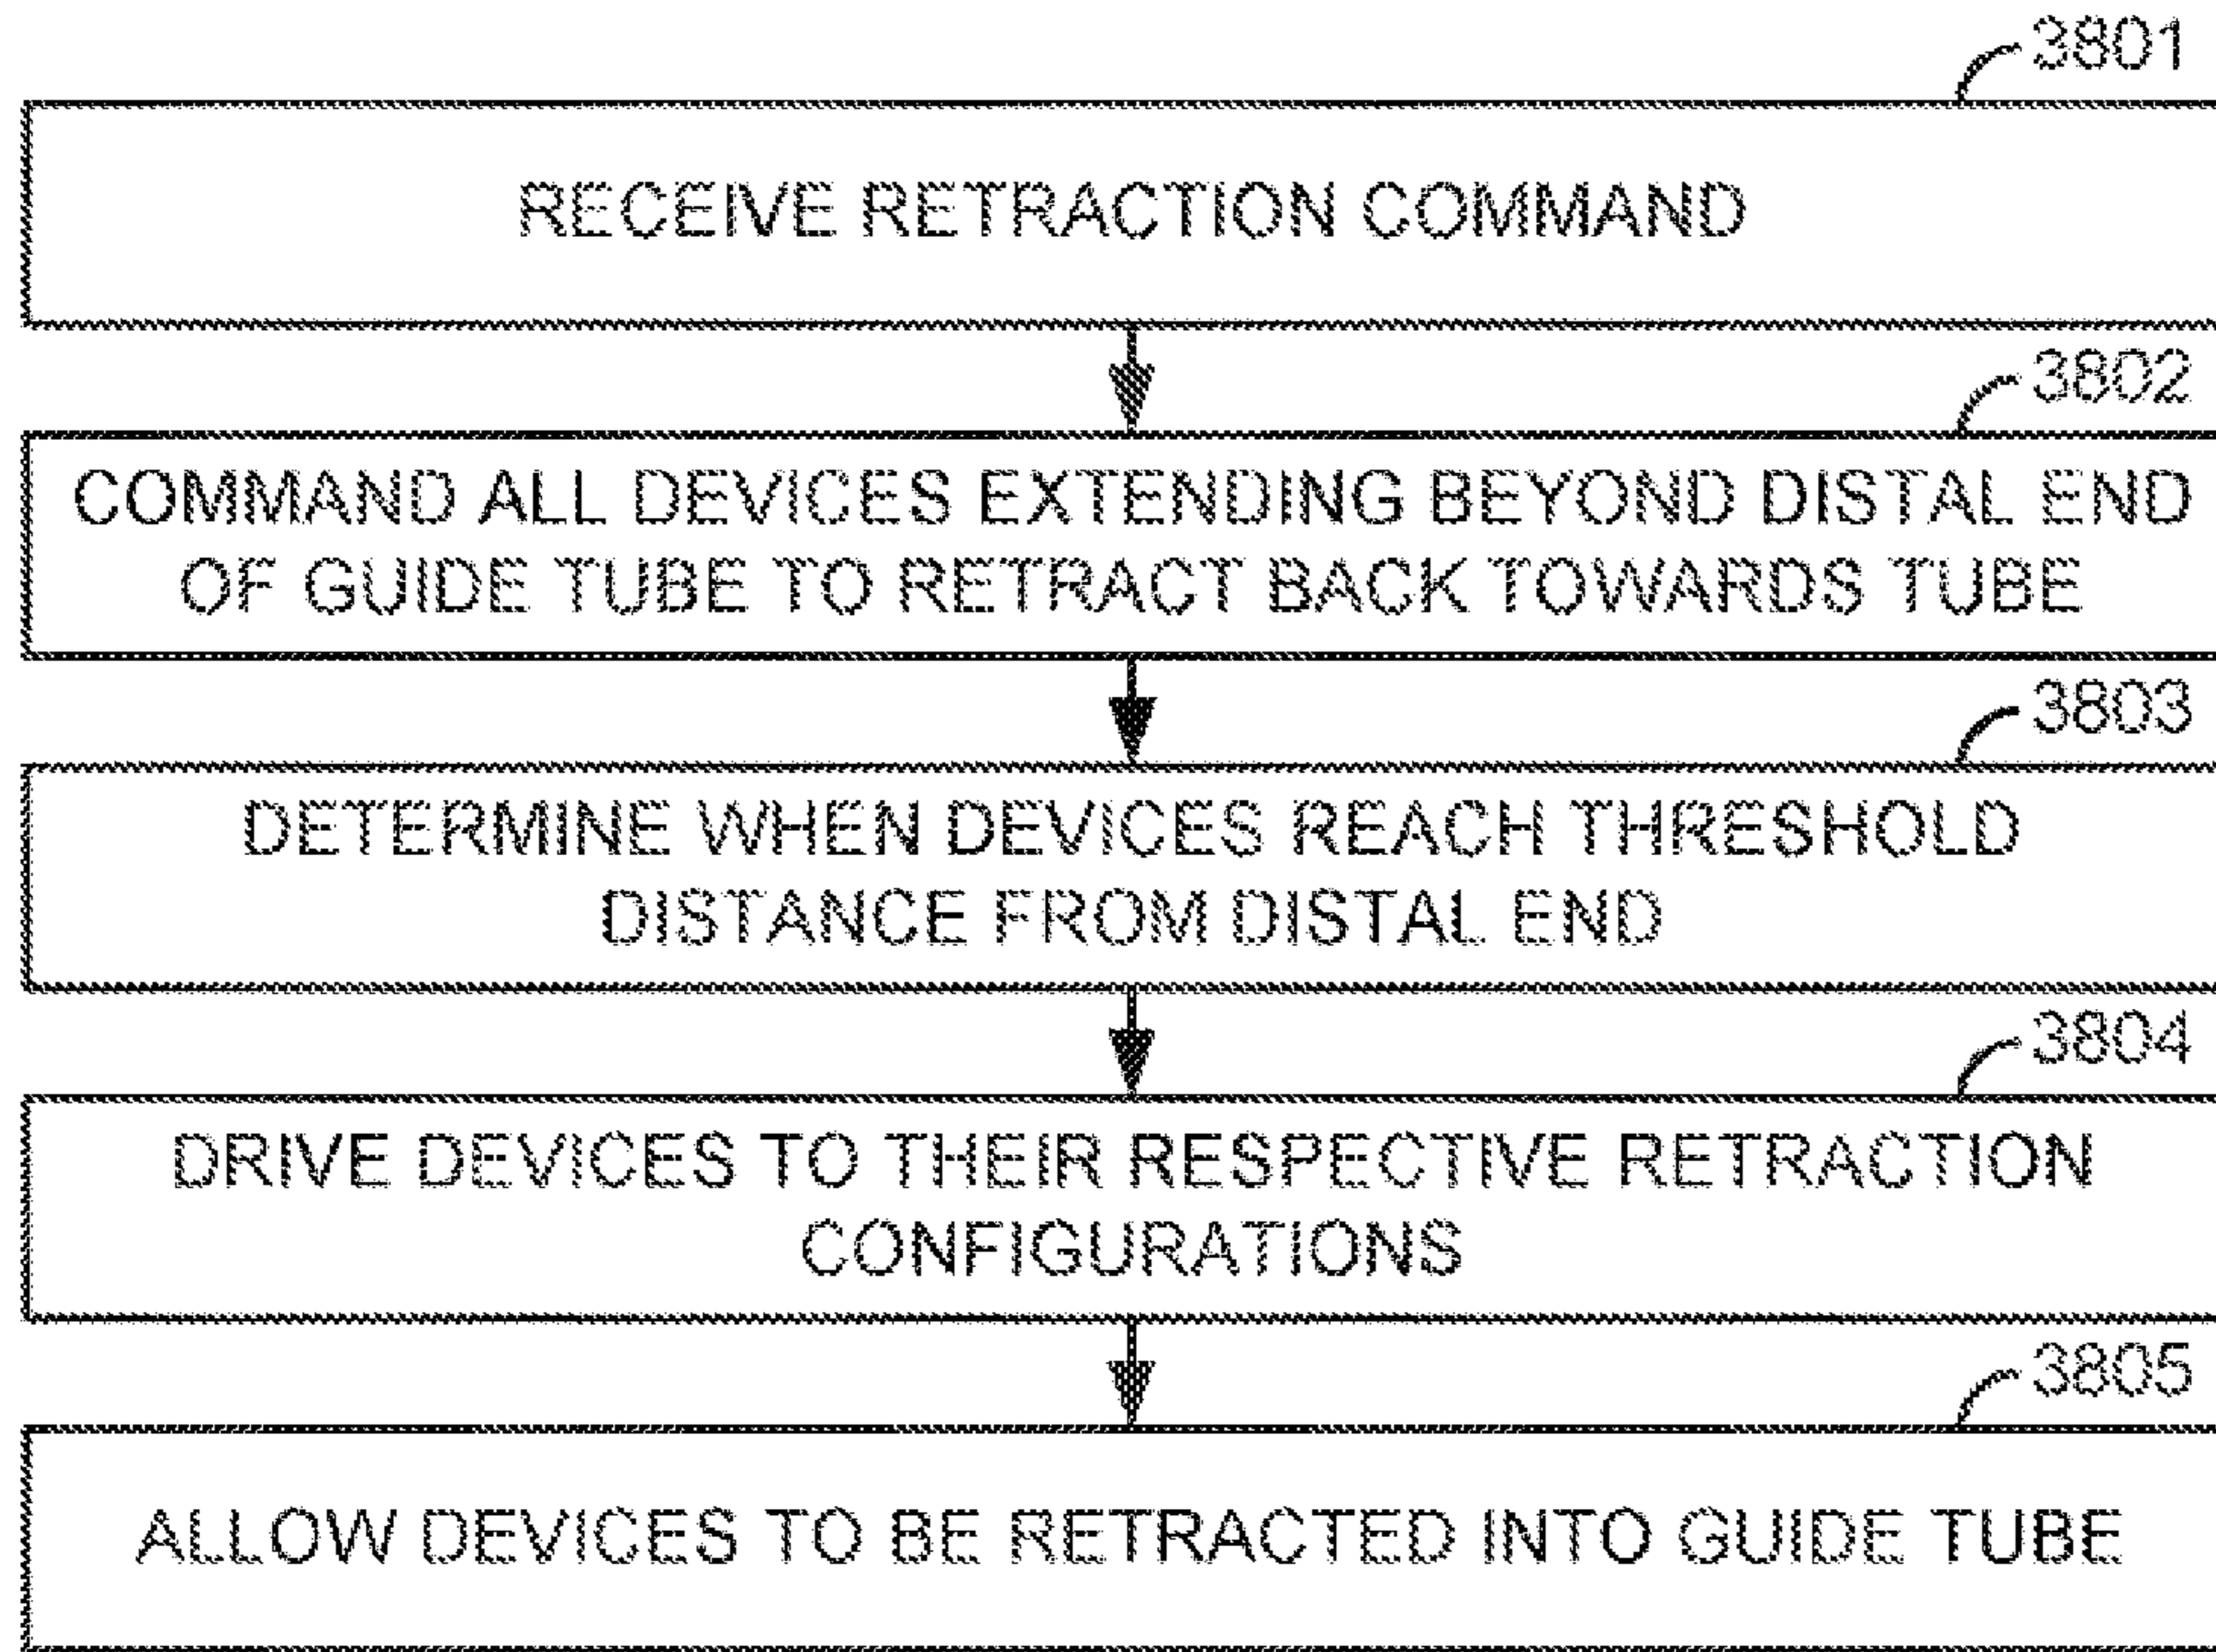 3801
RECEIVE RETRACTION COMMAND
3802
COMMAND ALL DEVICES EXTENDING BEYOND DISTAL END
OF GUIDE TUBE TO RETRACT BACK TOWARDS TUBE
3803
DETERMINE WHEN DEVICES REACH THRESHOLD
DISTANCE FROM DISTAL END
3804
DRIVE DEVICES TO THEIR RESPECTIVE RETRACTION
CONFIGURATIONS
3805
ALLOW DEVICES TO BE RETRACTED INTO GUIDE TUBE